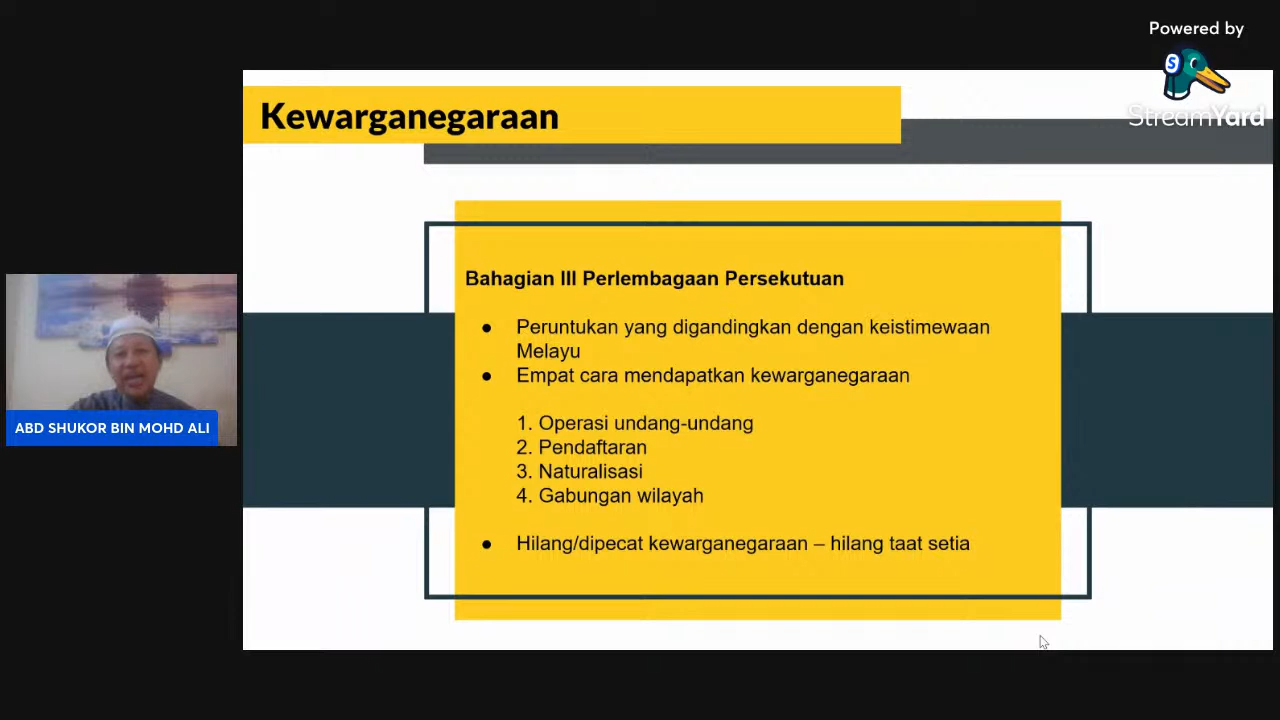 Powered by
StreamYard
Kewarganegaraan
Bahagian III Perlembagaan Persekutuan
● Peruntukan yang digandingkan dengan keistimewaan
Melayu
● Empat cara mendapatkan kewarganegaraan
1. Operasi undang-undang
2. Pendaftaran
3. Naturalisasi
4. Gabungan wilayah
● Hilang/dipecat kewarganegaraan – hilang taat setia
ABD SHUKOR BIN MOHD ALI